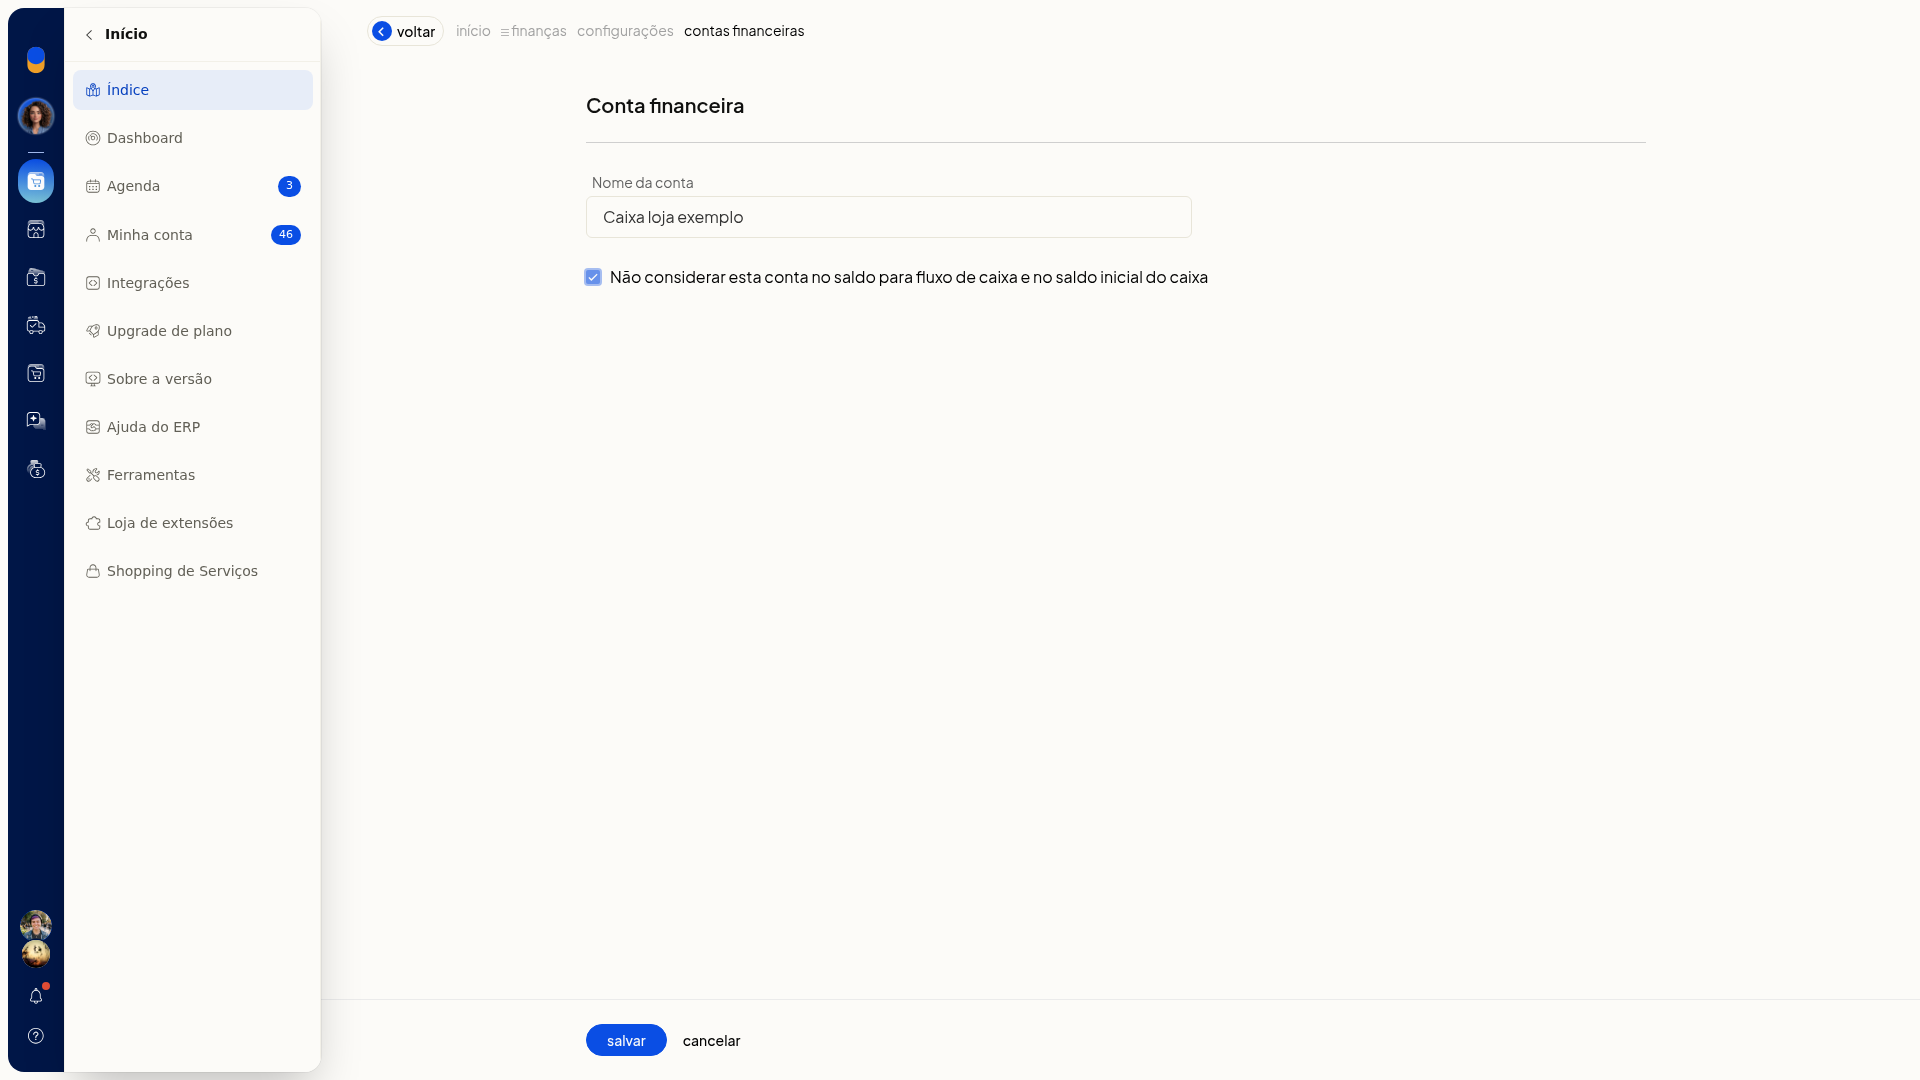 Início
Índice
Dashboard
Agenda 3
Minha conta 46
Integrações
Upgrade de plano
Sobre a versão
Ajuda do ERP
Ferramentas
Loja de extensões
Shopping de Serviços
voltar início finanças configurações contas financeiras
Conta financeira
Nome da conta
Caixa loja exemplo
Não considerar esta conta no saldo para fluxo de caixa e no saldo inicial do caixa
salvar cancelar